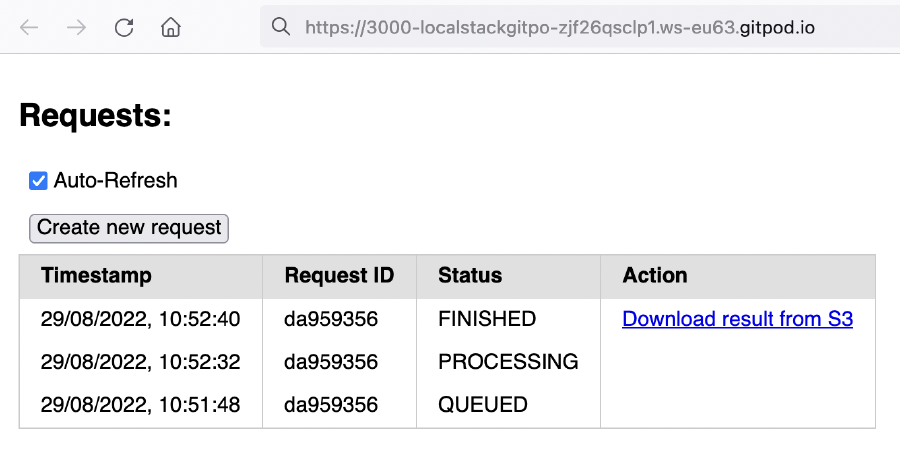 https://3000-localstackgitpo-zjf26qsclp1.ws-eu63.gitpod.io
Requests:
Auto-Refresh
Create new request
Timestamp Request ID Status Action
29/08/2022, 10:52:40 da959356 FINISHED Download result from S3
29/08/2022, 10:52:32 da959356 PROCESSING
29/08/2022, 10:51:48 da959356 QUEUED